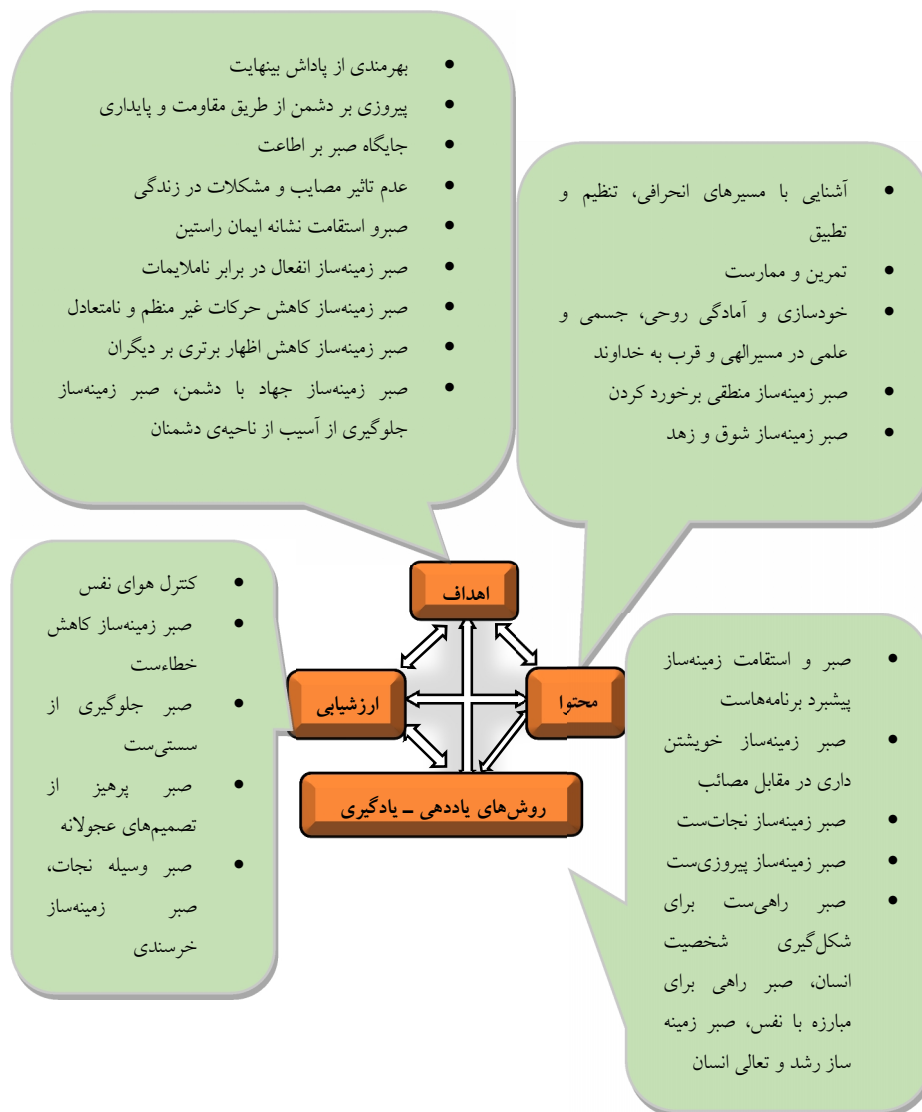 • بهرمندی از پاداش بینهایت
• پیروزی بر دشمن از طریق مقاومت و پایداری
• جایگاه صبر بر اطاعت
• عدم تاثیر مصایب و مشکلات در زندگی
• صبرو استقامت نشانه ایمان راستین
• صبر زمینه‌ساز انفعال در برابر ناملایمات
• صبر زمینه‌ساز کاهش حرکات غیر منظم و نامتعادل
• صبر زمینه‌ساز کاهش اظهار برتری بر دیگران
• صبر زمینه‌ساز جهاد با دشمن، صبر زمینه‌ساز
جلوگیری از آسیب از ناحیه‌ی دشمنان
• آشنایی با مسیرهای انحرافی، تنظیم و
تطبیق
• تمرین و ممارست
• خودسازی و آمادگی روحی، جسمی و
علمی در مسیرالهی و قرب به خداوند
• صبر زمینه‌ساز منطقی برخورد کردن
• صبر زمینه‌ساز شوق و زهد
اهداف
محتوا
ارزشیابی
روش‌های یاددهی ـ یادگیری
• صبر و استقامت زمینه‌ساز
پیشبرد برنامه‌هاست
• صبر زمینه‌ساز خویشتن
داری در مقابل مصائب
• صبر زمینه‌ساز نجات‌ست
• صبر زمینه‌ساز پیروزی‌ست
• صبر راهی‌ست برای
شکل‌گیری شخصیت
انسان، صبر راهی برای
مبارزه با نفس، صبر زمینه
ساز رشد و تعالی انسان
• کنترل هوای نفس
• صبر زمینه‌ساز کاهش
خطاءست
• صبر جلوگیری از
سستی‌ست
• صبر پرهیز از
تصمیم‌های عجولانه
• صبر وسیله نجات،
صبر زمینه‌ساز
خرسندی